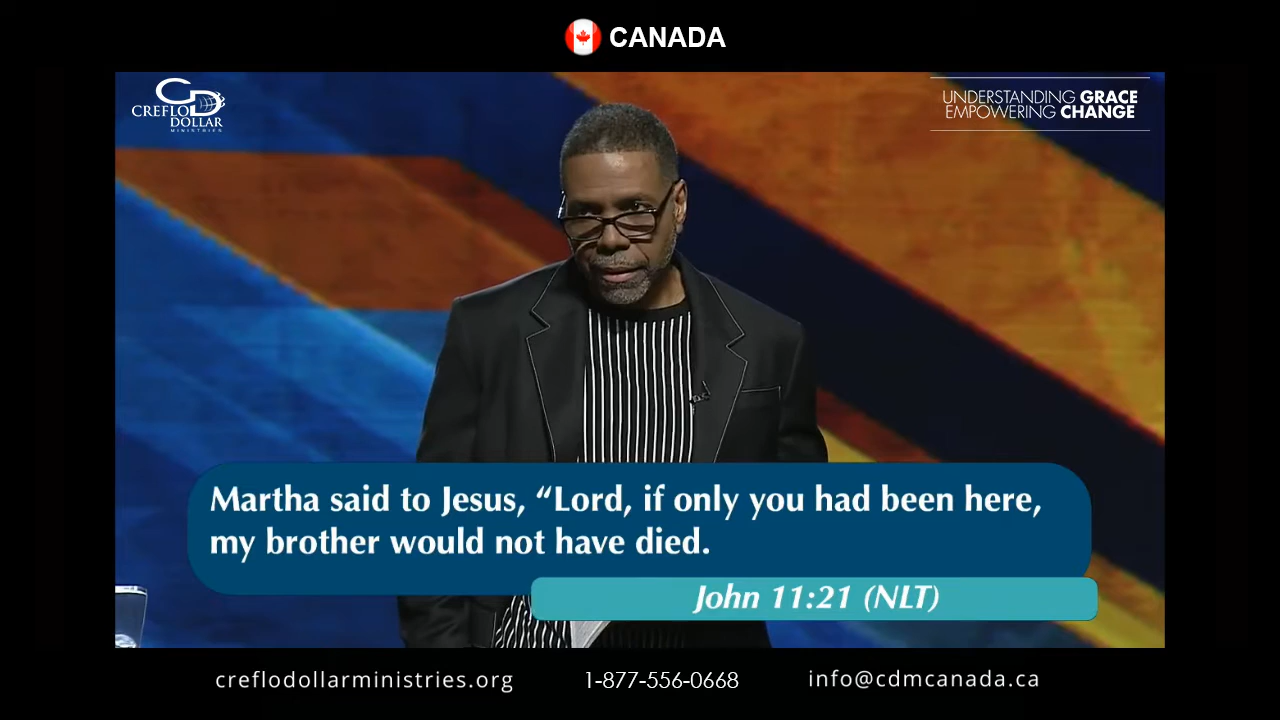 CANADA
CREFLO
DOLLAR
MINISTRIES
UNDERSTANDING GRACE
EMPOWERING CHANGE
Martha said to Jesus, “Lord, if only you had been here,
my brother would not have died.
John 11:21 (NLT)
creflodollarministries.org
1-877-556-0668
info@cdmcanada.ca